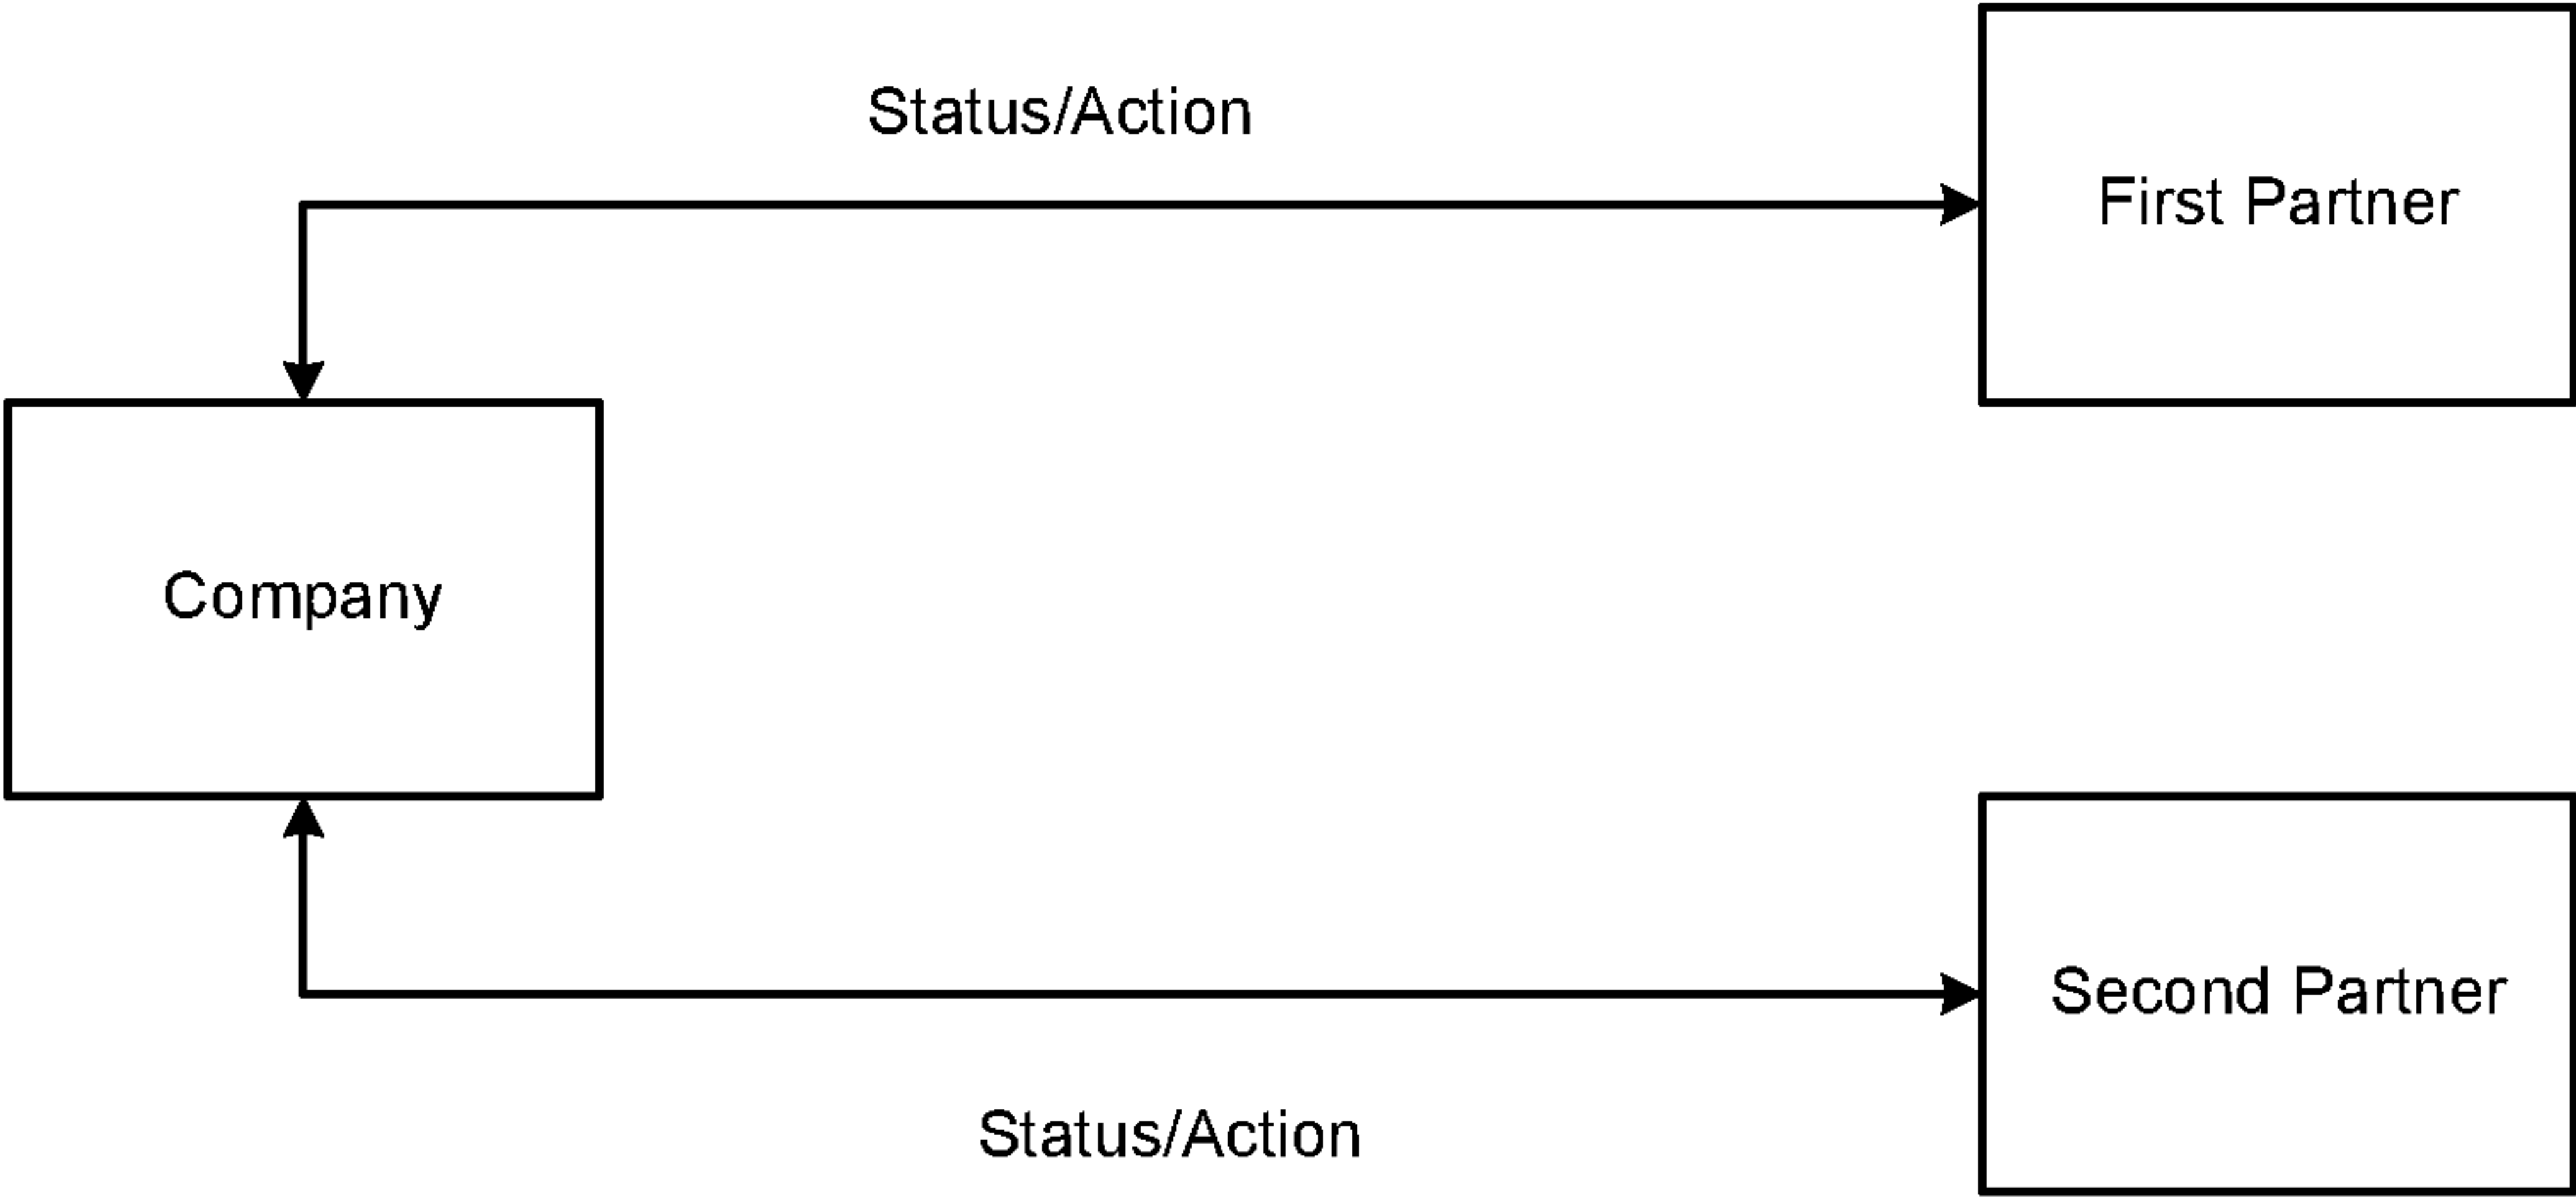 Status/Action
First Partner
Company
Second Partner
Status/Action